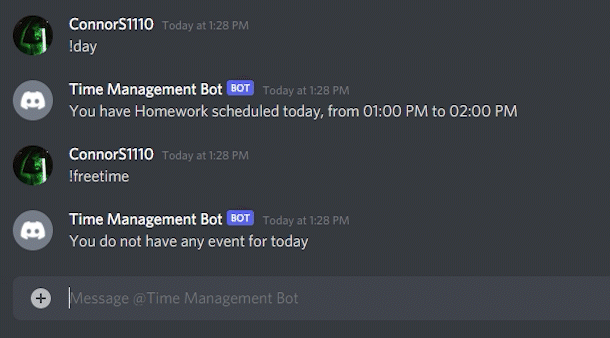 ConnorS1110 Today at 1:28 PM
!day
Time Management Bot BOT Today at 1:28 PM
You have Homework scheduled today, from 01:00 PM to 02:00 PM
ConnorS1110 Today at 1:28 PM
!freetime
Time Management Bot BOT Today at 1:28 PM
You do not have any event for today
Message @Time Management Bot